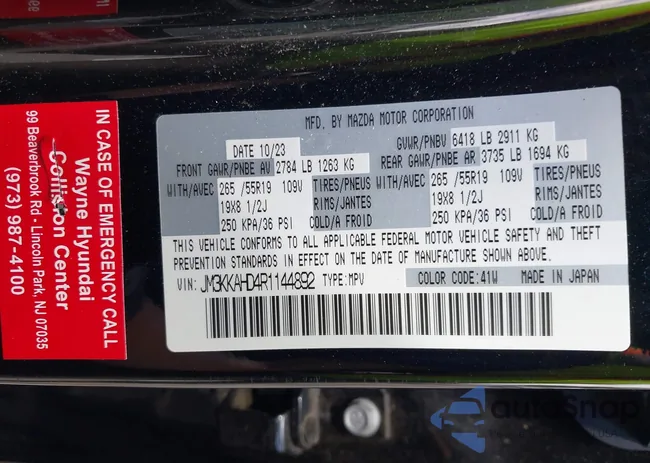 MFD. BY MAZDA MOTOR CORPORATION
DATE 10/23
GVWR/PNBV 6418 LB 2911 KG
FRONT GAWR/PNBE AV 2784 LB 1263 KG
REAR GAWR/PNBE AR 3735 LB 1694 KG
WITH/AVEC 265 /55R19 109V TIRES/PNEUS WITH/AVEC 265 /55R19 109V TIRES/PNEUS
19X8 1/2J RIMS/JANTES 19X8 1/2J RIMS/JANTES
250 KPA/36 PSI COLD/A FROID 250 KPA/36 PSI COLD/A FROID
THIS VEHICLE CONFORMS TO ALL APPLICABLE FEDERAL MOTOR VEHICLE SAFETY AND THEFT
PREVENTION STANDARDS IN EFFECT ON THE DATE OF MANUFACTURE SHOWN ABOVE.
VIN: JM3KKAHD4R1144892 TYPE:MPV COLOR CODE:41W MADE IN JAPAN
IN CASE OF EMERGENCY CALL
Wayne Hyundai
Collision Center
99 Beaverbrook Rd - Lincoln Park, NJ 07035
(973) 987-4100
autoSnap